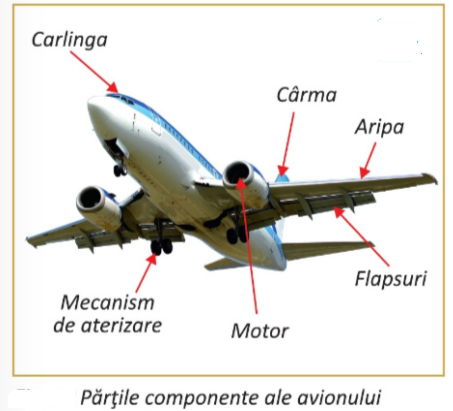 Carlinga
Cârma
Aripa
Flapsuri
Mecanism
de aterizare
Motor
Părţile componente ale avionului